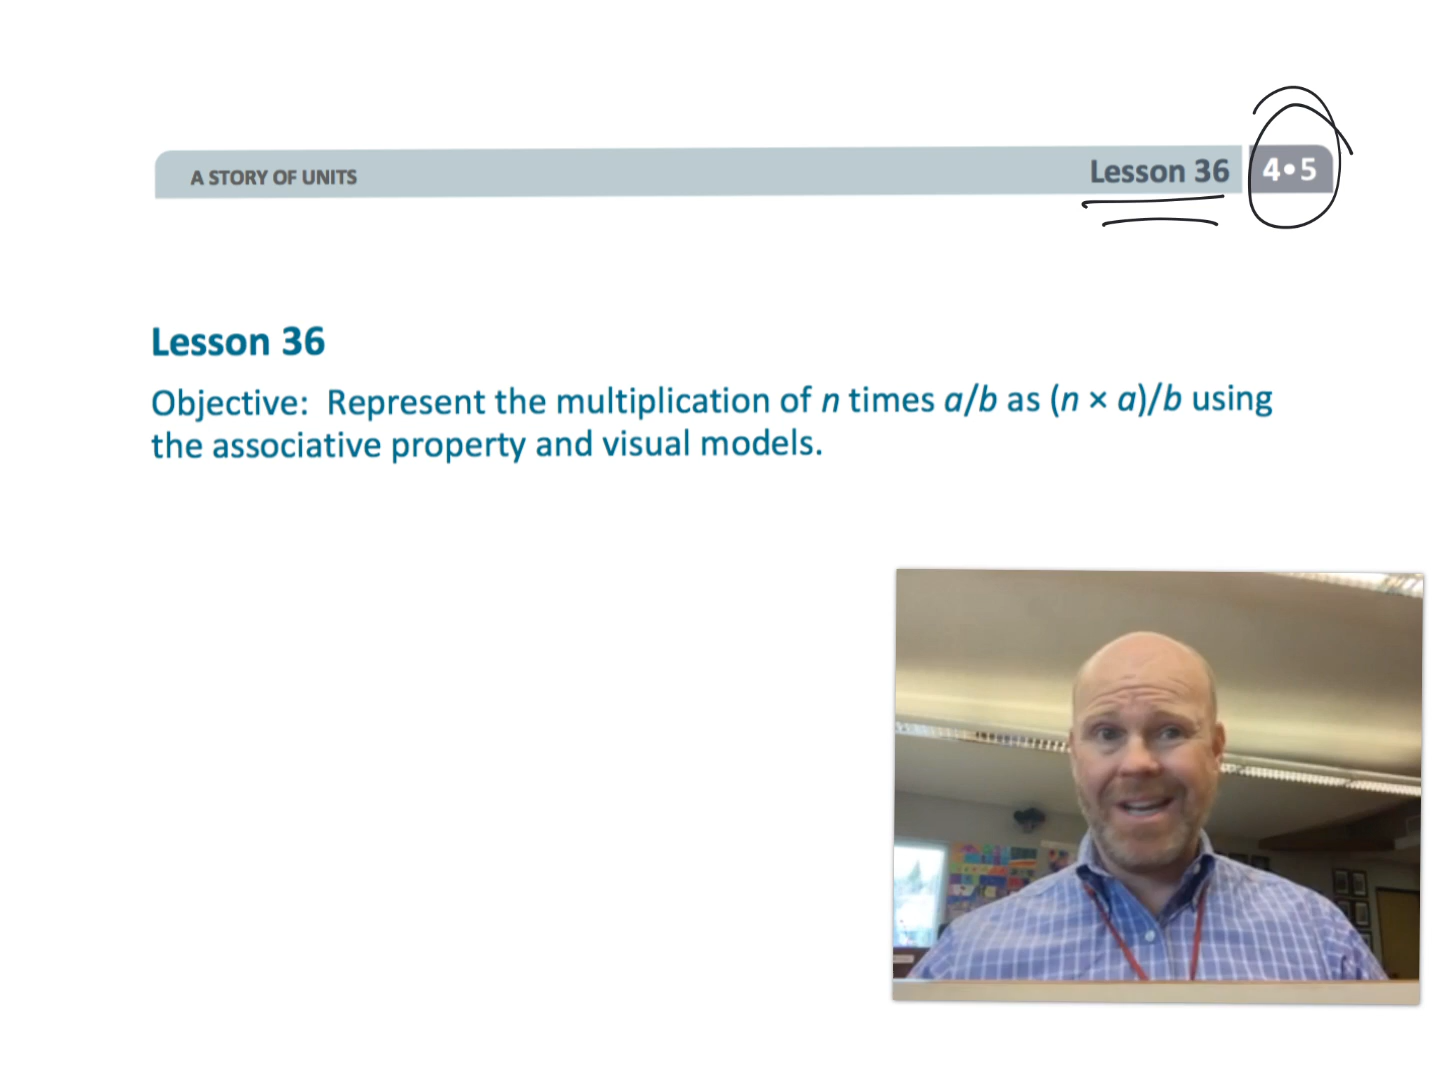 A STORY OF UNITS
Lesson 36
4•5
Lesson 36
Objective: Represent the multiplication of n times a/b as (n × a)/b using
the associative property and visual models.